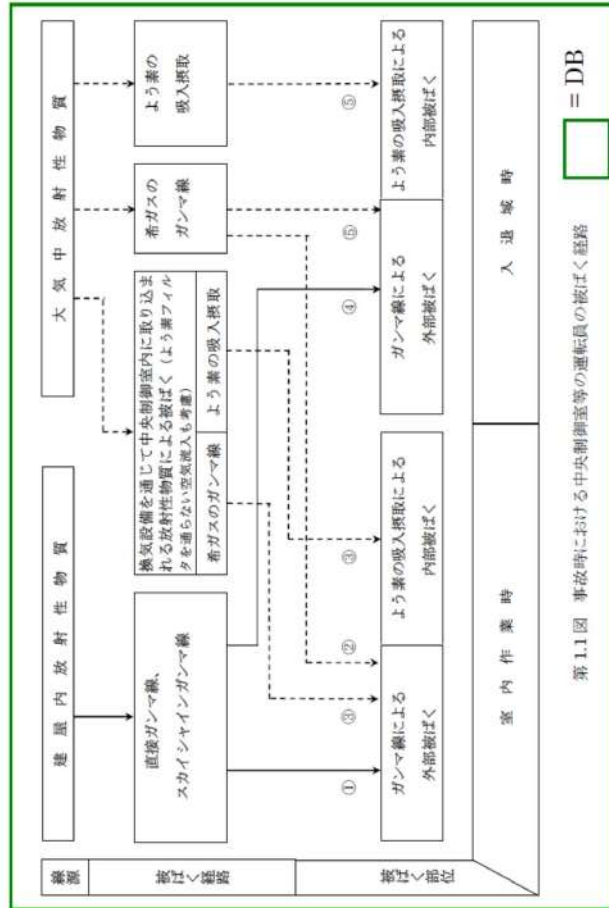 線源
建屋内放射性物質
大気中放射性物質
被ばく経路
直接ガンマ線、
スカイシャインガンマ線
換気設備を通じて中央制御室内に取り込ま
れる放射性物質による被ばく（よう素フィル
タを通らない空気流入も考慮）
希ガスのガンマ線
よう素の吸入摂取
希ガスの
ガンマ線
よう素の
吸入摂取
①
③
②
③
④
⑤
⑤
被ばく部位
ガンマ線による
外部被ばく
よう素の吸入摂取による
内部被ばく
ガンマ線による
外部被ばく
よう素の吸入摂取による
内部被ばく
室内作業時
入退域時
第1.1図 事故時における中央制御室等の運転員の被ばく経路
= DB